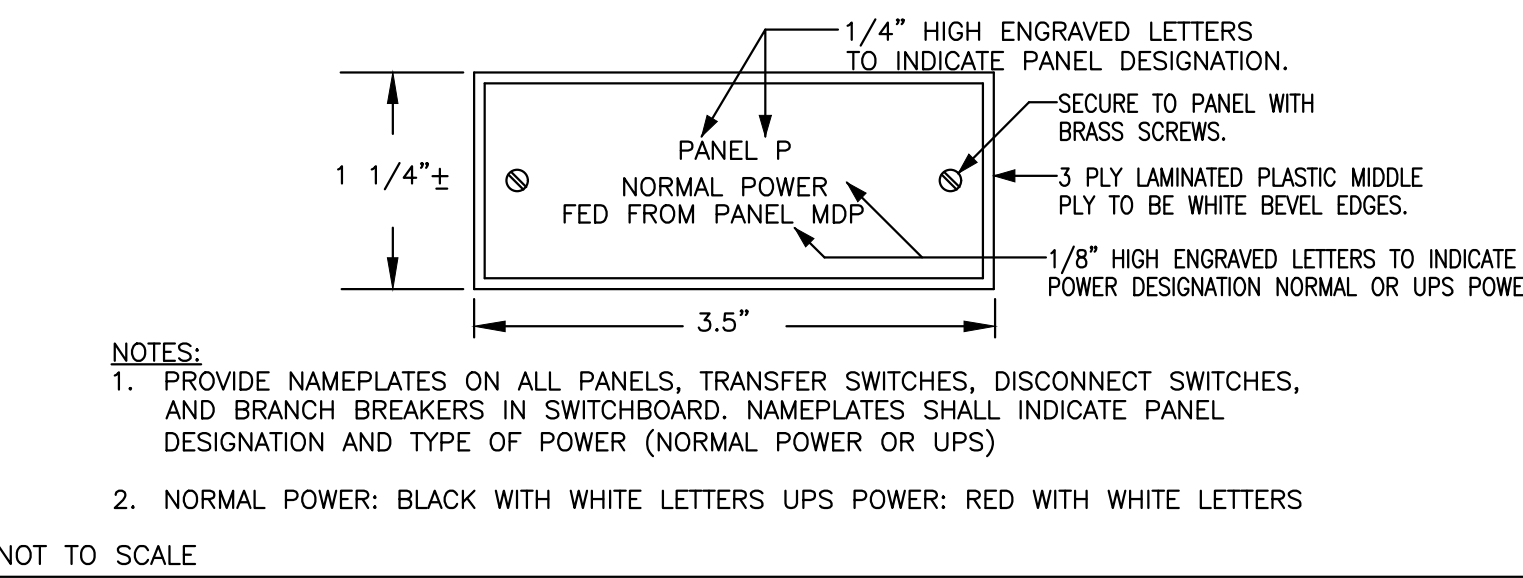 1/4” HIGH ENGRAVED LETTERS
TO INDICATE PANEL DESIGNATION.
SECURE TO PANEL WITH
BRASS SCREWS.
PANEL P
1 1/4”±
NORMAL POWER
FED FROM PANEL MDP
3 PLY LAMINATED PLASTIC MIDDLE
PLY TO BE WHITE BEVEL EDGES.
1/8” HIGH ENGRAVED LETTERS TO INDICATE
POWER DESIGNATION NORMAL OR UPS
3.5”
NOTES:
1. PROVIDE NAMEPLATES ON ALL PANELS, TRANSFER SWITCHES, DISCONNECT SWITCHES,
AND BRANCH BREAKERS IN SWITCHBOARD. NAMEPLATES SHALL INDICATE PANEL
DESIGNATION AND TYPE OF POWER (NORMAL POWER OR UPS)
2. NORMAL POWER: BLACK WITH WHITE LETTERS UPS POWER: RED WITH WHITE LETTERS
NOT TO SCALE